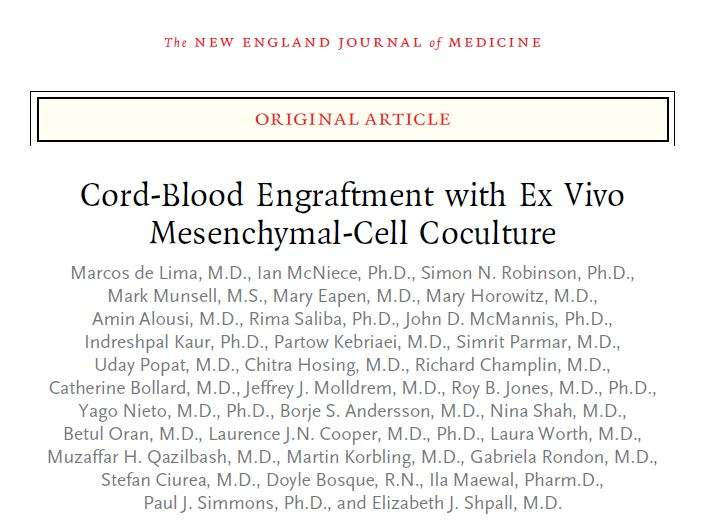 The NEW ENGLAND JOURNAL of MEDICINE
ORIGINAL ARTICLE
Cord-Blood Engraftment with Ex Vivo
Mesenchymal-Cell Coculture
Marcos de Lima, M.D., Ian McNiece, Ph.D., Simon N. Robinson, Ph.D.,
Mark Munsell, M.S., Mary Eapen, M.D., Mary Horowitz, M.D.,
Amin Alousi, M.D., Rima Saliba, Ph.D., John D. McMannis, Ph.D.,
Indreshpal Kaur, Ph.D., Partow Kebriaei, M.D., Simrit Parmar, M.D.,
Uday Popat, M.D., Chitra Hosing, M.D., Richard Champlin, M.D.,
Catherine Bollard, M.D., Jeffrey J. Molldrem, M.D., Roy B. Jones, M.D., Ph.D.,
Yago Nieto, M.D., Ph.D., Borje S. Andersson, M.D., Nina Shah, M.D.,
Betul Oran, M.D., Laurence J.N. Cooper, M.D., Ph.D., Laura Worth, M.D.,
Muzaffar H. Qazilbash, M.D., Martin Korbling, M.D., Gabriela Rondon, M.D.,
Stefan Ciurea, M.D., Doyle Bosque, R.N., Ila Maewal, Pharm.D.,
Paul J. Simmons, Ph.D., and Elizabeth J. Shpall, M.D.